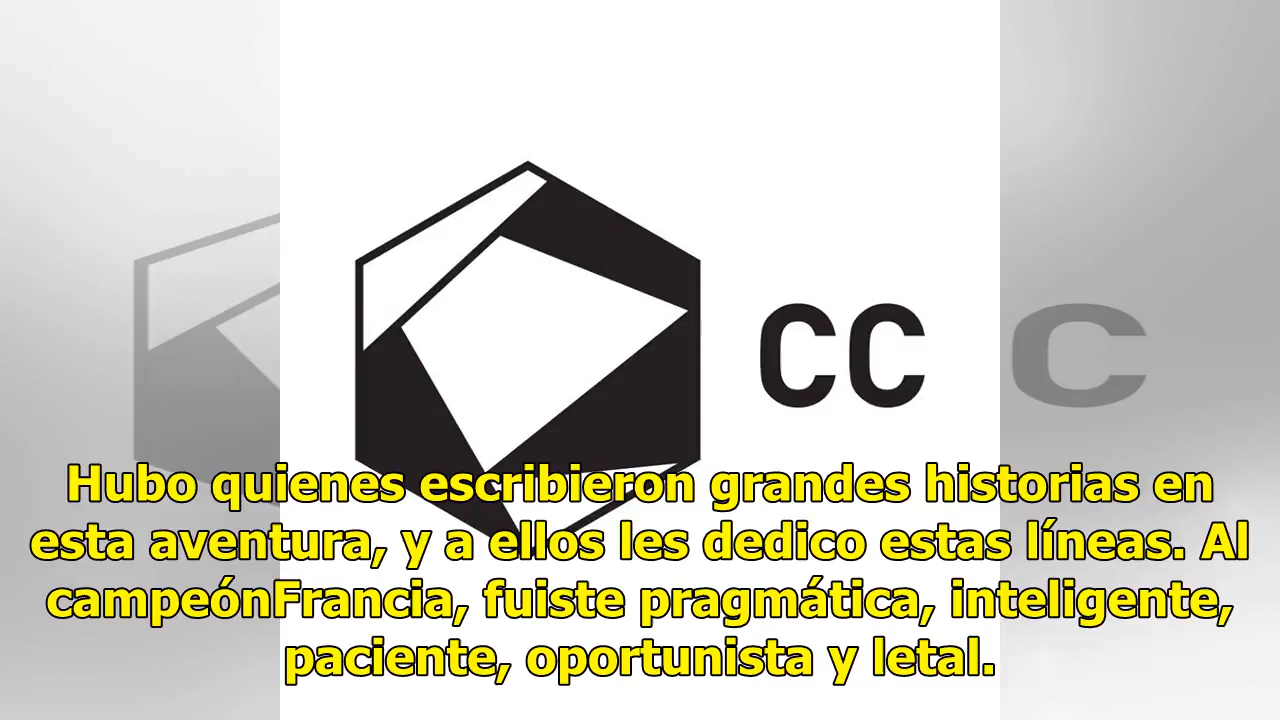 CC
C
Hubo quienes escribieron grandes historias en
esta aventura, y a ellos les dedico estas líneas. Al
campeónFrancia, fuiste pragmática, inteligente,
paciente, oportunista y letal.